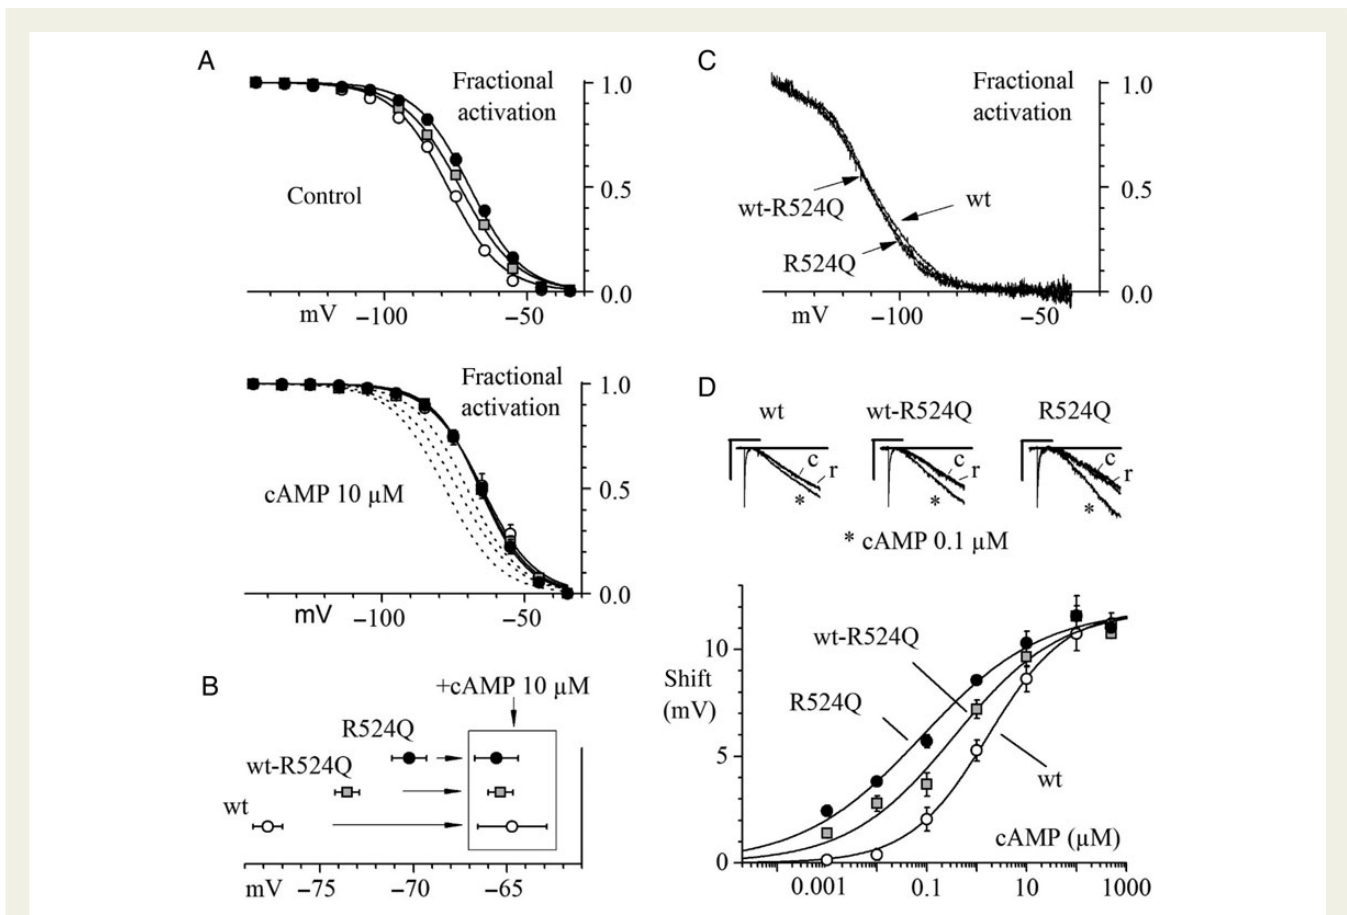 A
Fractional
activation
1.0
0.5
0.0
Control
mV
−100
−50
Fractional
activation
1.0
0.5
0.0
cAMP 10 µM
mV
−100
−50
B
+cAMP 10 µM
R524Q
wt-R524Q
wt
mV
−75
−70
−65
C
Fractional
activation
1.0
0.5
0.0
wt-R524Q
wt
R524Q
mV
−100
−50
D
wt
wt-R524Q
R524Q
c
r
*
c
r
*
c
r
*
* cAMP 0.1 µM
10
5
0
Shift
(mV)
wt-R524Q
R524Q
wt
cAMP (µM)
0.001
0.1
10
1000